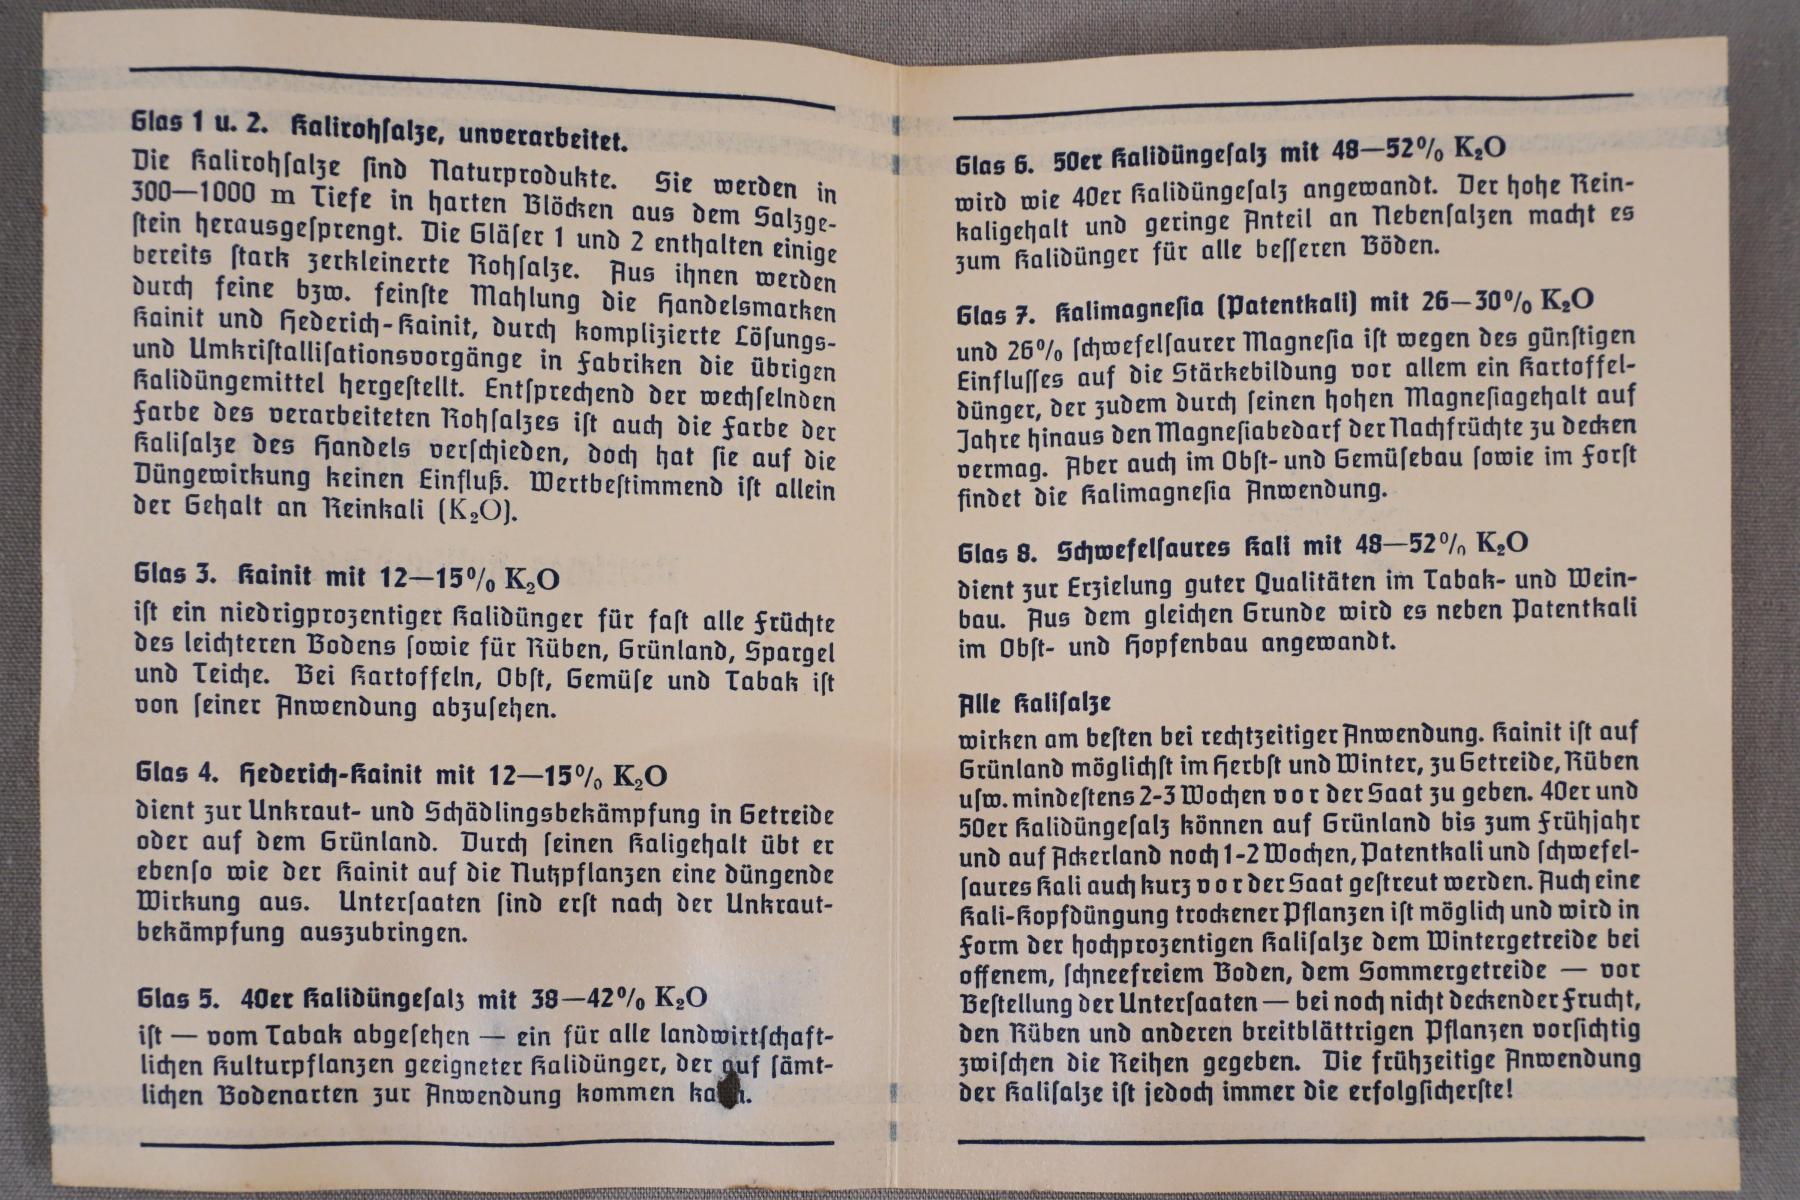 Glas 1 u. 2. Kalirohſalze, unverarbeitet.
Die Kalirohſalze ſind Naturprodukte. Sie werden in
300—1000 m Tiefe in harten Blöcken aus dem Salzge-
ſtein herausgeſprengt. Die Gläſer 1 und 2 enthalten einige
bereits ſtark zerkleinerte Rohſalze. Aus ihnen werden
durch feine bzw. feinſte Mahlung die Handelsmarken
Kainit und Hederich-Kainit, durch komplizierte Löſungs-
und Umkriſtalliſationsvorgänge in Fabriken die übrigen
Kalidüngemittel hergeſtellt. Entſprechend der wechſelnden
Farbe des verarbeiteten Rohſalzes iſt auch die Farbe der
Kaliſalze des Handels verſchieden, doch hat ſie auf die
Düngewirkung keinen Einfluß. Wertbeſtimmend iſt allein
der Gehalt an Reinkali (K₂O).
Glas 3. Kainit mit 12—15% K₂O
iſt ein niedrigprozentiger Kalidünger für faſt alle Früchte
des leichteren Bodens ſowie für Rüben, Grünland, Spargel
und Teiche. Bei Kartoffeln, Obſt, Gemüſe und Tabak iſt
von ſeiner Anwendung abzuſehen.
Glas 4. Hederich-Kainit mit 12—15% K₂O
dient zur Unkraut- und Schädlingsbekämpfung in Getreide
oder auf dem Grünland. Durch ſeinen Kaligehalt übt er
ebenſo wie der Kainit auf die Nutzpflanzen eine düngende
Wirkung aus. Unterſaaten ſind erſt nach der Unkraut-
bekämpfung auszubringen.
Glas 5. 40er Kalidüngeſalz mit 38—42% K₂O
iſt — vom Tabak abgeſehen — ein für alle landwirtſchaft-
lichen Kulturpflanzen geeigneter Kalidünger, der auf ſämt-
lichen Bodenarten zur Anwendung kommen kann.
Glas 6. 50er Kalidüngeſalz mit 48—52% K₂O
wird wie 40er Kalidüngeſalz angewandt. Der hohe Rein-
kaligehalt und geringe Anteil an Nebenſalzen macht es
zum Kalidünger für alle beſſeren Böden.
Glas 7. Kalimagneſia (Patentkali) mit 26—30% K₂O
und 26% ſchwefelſaurer Magneſia iſt wegen des günſtigen
Einfluſſes auf die Stärkebildung vor allem ein Kartoffel-
dünger, der zudem durch ſeinen hohen Magneſiagehalt auf
Jahre hinaus den Magneſiabedarf der Nachfrüchte zu decken
vermag. Aber auch im Obſt- und Gemüſebau ſowie im Forſt
findet die Kalimagneſia Anwendung.
Glas 8. Schwefelſaures Kali mit 48—52% K₂O
dient zur Erzielung guter Qualitäten im Tabak- und Wein-
bau. Aus dem gleichen Grunde wird es neben Patentkali
im Obſt- und Hopfenbau angewandt.
Alle Kaliſalze
wirken am beſten bei rechtzeitiger Anwendung. Kainit iſt auf
Grünland möglichſt im Herbſt und Winter, zu Getreide, Rüben
uſw. mindeſtens 2-3 Wochen vor der Saat zu geben. 40er und
50er Kalidüngeſalz können auf Grünland bis zum Frühjahr
und auf Ackerland noch 1-2 Wochen, Patentkali und ſchwefel-
ſaures Kali auch kurz vor der Saat geſtreut werden. Auch eine
Kali-Kopfdüngung trockener Pflanzen iſt möglich und wird in
Form der hochprozentigen Kaliſalze dem Wintergetreide bei
offenem, ſchneefreiem Boden, dem Sommergetreide — vor
Beſtellung der Unterſaaten — bei noch nicht deckender Frucht,
den Rüben und anderen breitblättrigen Pflanzen vorſichtig
zwiſchen die Reihen gegeben. Die frühzeitige Anwendung
der Kaliſalze iſt jedoch immer die erfolgſicherſte!